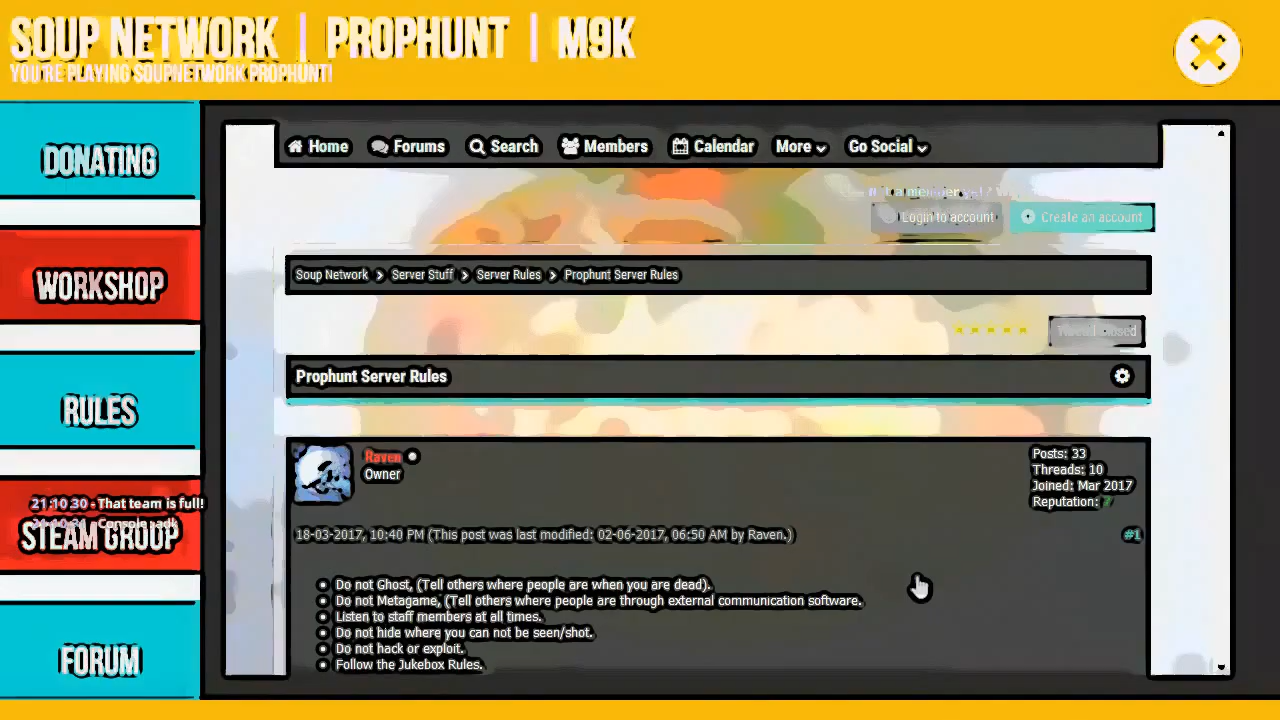 SOUP NETWORK | PROPHUNT | M9K
YOU'RE PLAYING SOUPNETWORK PROPHUNT!
DONATING
WORKSHOP
RULES
21:10:30 - That team is full!
STEAM GROUP
FORUM
Home Forums Search Members Calendar More Go Social
Login to account Create an account
Soup Network > Server Stuff > Server Rules > Prophunt Server Rules
Prophunt Server Rules
Raven
Owner
Posts: 33
Threads: 10
Joined: Mar 2017
Reputation:
18-03-2017, 10:40 PM (This post was last modified: 02-06-2017, 06:50 AM by Raven.)
#1
Do not Ghost, (Tell others where people are when you are dead).
Do not Metagame, (Tell others where people are through external communication software.
Listen to staff members at all times.
Do not hide where you can not be seen/shot.
Do not hack or exploit.
Follow the Jukebox Rules.